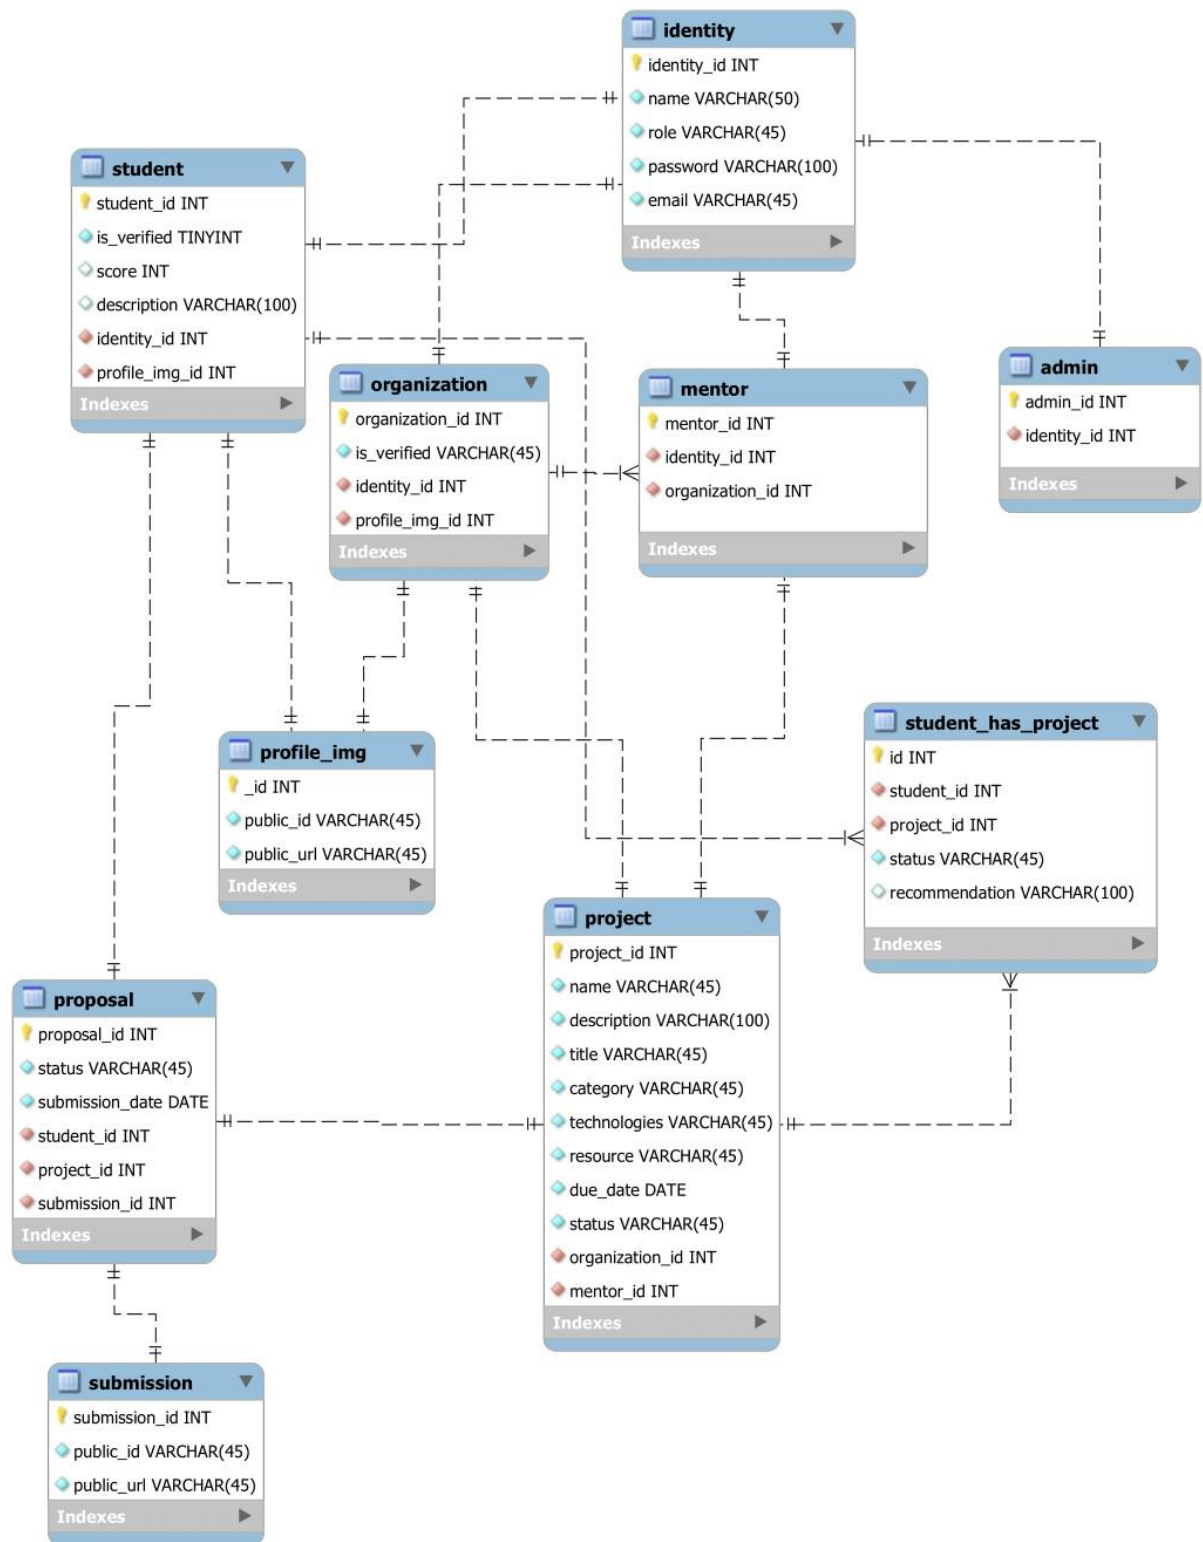 identity
identity_id INT
name VARCHAR(50)
role VARCHAR(45)
password VARCHAR(100)
email VARCHAR(45)
Indexes
student
student_id INT
is_verified TINYINT
score INT
description VARCHAR(100)
identity_id INT
profile_img_id INT
Indexes
organization
organization_id INT
is_verified VARCHAR(45)
identity_id INT
profile_img_id INT
Indexes
mentor
mentor_id INT
identity_id INT
organization_id INT
Indexes
admin
admin_id INT
identity_id INT
Indexes
profile_img
_id INT
public_id VARCHAR(45)
public_url VARCHAR(45)
Indexes
student_has_project
id INT
student_id INT
project_id INT
status VARCHAR(45)
recommendation VARCHAR(100)
Indexes
project
project_id INT
name VARCHAR(45)
description VARCHAR(100)
title VARCHAR(45)
category VARCHAR(45)
technologies VARCHAR(45)
resource VARCHAR(45)
due_date DATE
status VARCHAR(45)
organization_id INT
mentor_id INT
Indexes
proposal
proposal_id INT
status VARCHAR(45)
submission_date DATE
student_id INT
project_id INT
submission_id INT
Indexes
submission
submission_id INT
public_id VARCHAR(45)
public_url VARCHAR(45)
Indexes